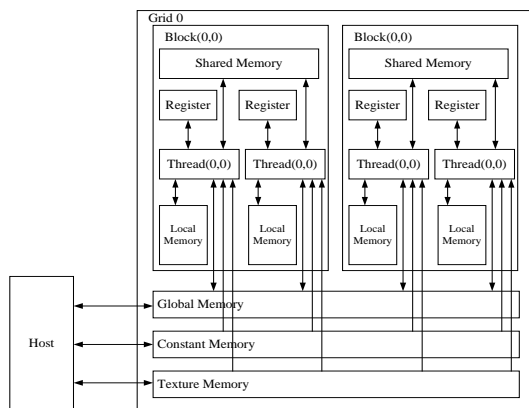 Grid 0
Block(0,0)
Block(0,0)
Shared Memory
Shared Memory
Register
Register
Register
Register
Thread(0,0)
Thread(0,0)
Thread(0,0)
Thread(0,0)
Local
Memory
Local
Memory
Local
Memory
Local
Memory
Global Memory
Host
Constant Memory
Texture Memory